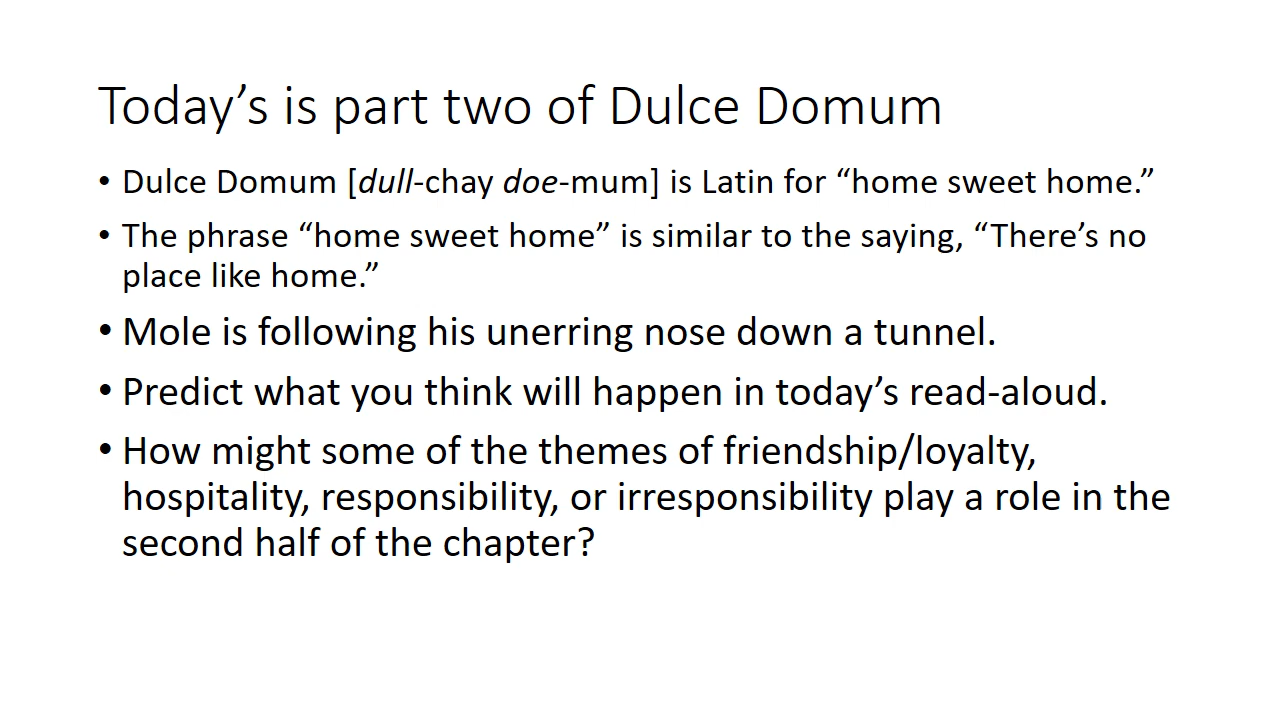 Today’s is part two of Dulce Domum
• Dulce Domum [dull-chay doe-mum] is Latin for “home sweet home.”
• The phrase “home sweet home” is similar to the saying, “There’s no
place like home.”
• Mole is following his unerring nose down a tunnel.
• Predict what you think will happen in today’s read-aloud.
• How might some of the themes of friendship/loyalty,
hospitality, responsibility, or irresponsibility play a role in the
second half of the chapter?